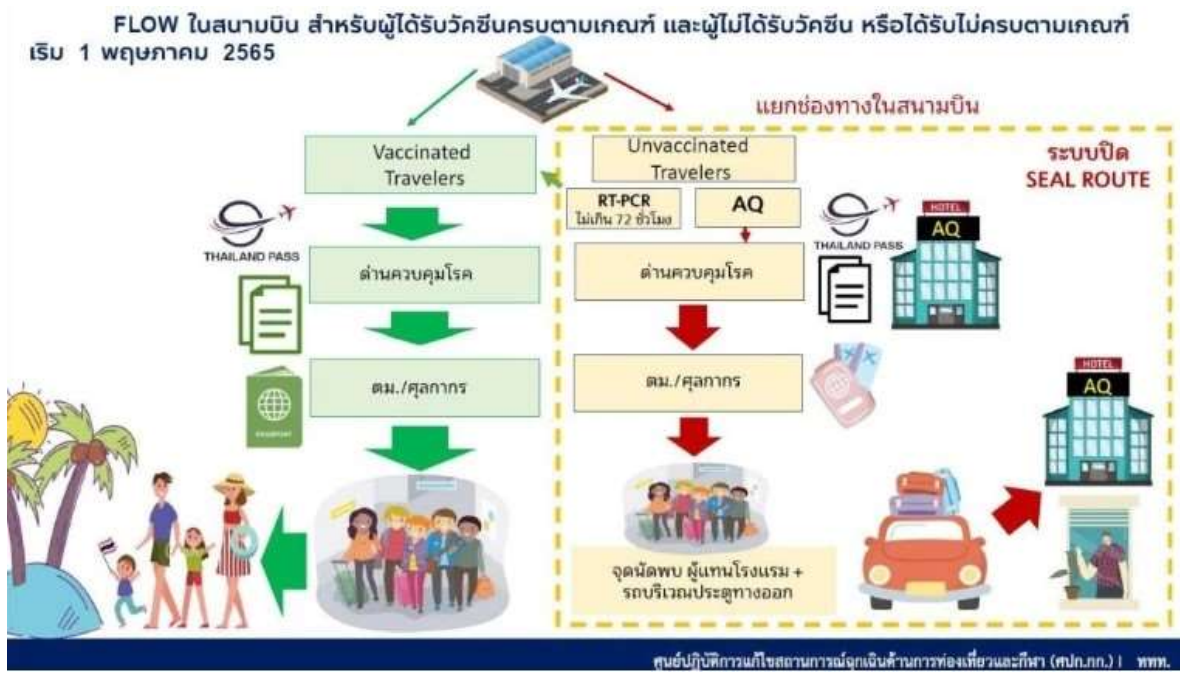 FLOW ในสนามบิน สำหรับผู้ได้รับวัคซีนครบตามเกณฑ์ และผู้ไม่ได้รับวัคซีน หรือได้รับไม่ครบตามเกณฑ์
เริ่ม 1 พฤษภาคม 2565
แยกช่องทางในสนามบิน
Vaccinated
Travelers
THAILAND PASS
ด่านควบคุมโรค
ตม./ศุลกากร
PASSPORT
Unvaccinated
Travelers
RT-PCR
ไม่เกิน 72 ชั่วโมง
AQ
ด่านควบคุมโรค
ตม./ศุลกากร
จุดนัดพบ ผู้แทนโรงแรม +
รถบริเวณประตูทางออก
ระบบปิด
SEAL ROUTE
THAILAND PASS
HOTEL
AQ
HOTEL
AQ
ศูนย์ปฏิบัติการแก้ไขสถานการณ์ฉุกเฉินด้านการท่องเที่ยวและกีฬา (ศปก.กก.) | ททท.